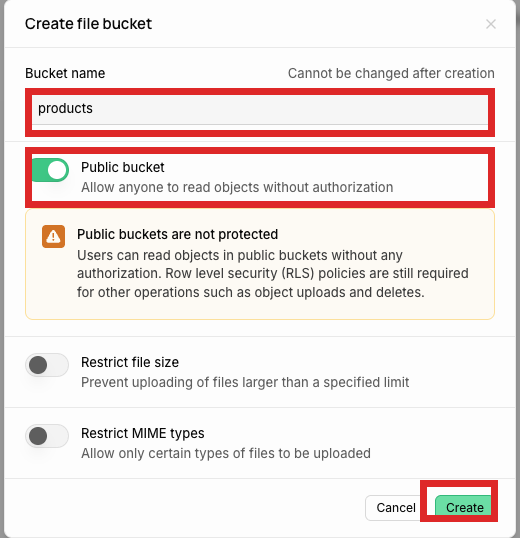 Create file bucket
Bucket name
Cannot be changed after creation
products
Public bucket
Allow anyone to read objects without authorization
Public buckets are not protected
Users can read objects in public buckets without any
authorization. Row level security (RLS) policies are still required
for other operations such as object uploads and deletes.
Restrict file size
Prevent uploading of files larger than a specified limit
Restrict MIME types
Allow only certain types of files to be uploaded
Cancel
Create